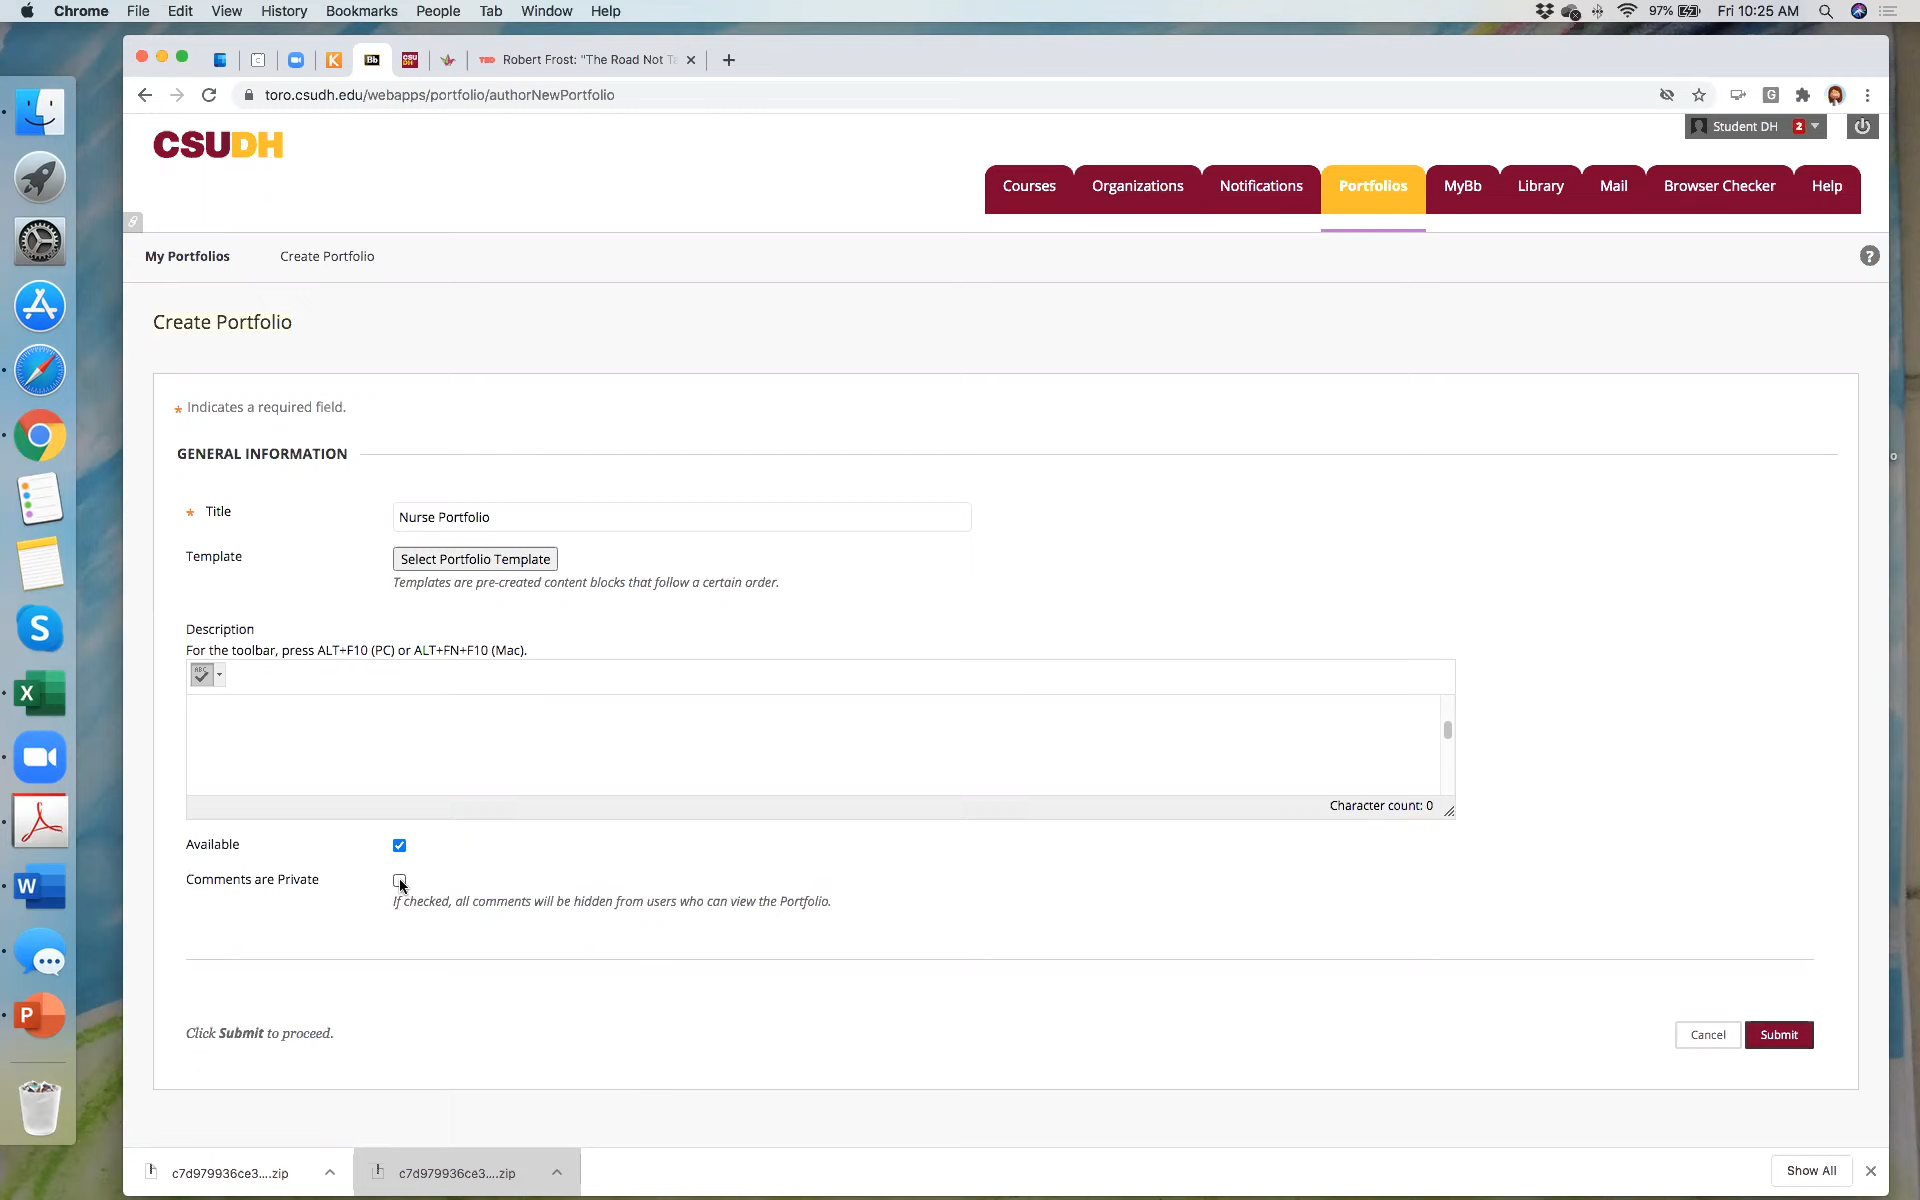 Chrome File Edit View History Bookmarks People Tab Window Help 97% Fri 10:25 AM
K Bb CSU DH TED Robert Frost: "The Road Not Ta
toro.csudh.edu/webapps/portfolio/authorNewPortfolio
CSUDH
Student DH 2
Courses Organizations Notifications Portfolios MyBb Library Mail Browser Checker Help
My Portfolios Create Portfolio ?
Create Portfolio
* Indicates a required field.
GENERAL INFORMATION
* Title Nurse Portfolio
Template Select Portfolio Template
Templates are pre-created content blocks that follow a certain order.
Description
For the toolbar, press ALT+F10 (PC) or ALT+FN+F10 (Mac).
ABC
Character count: 0
Available
Comments are Private
If checked, all comments will be hidden from users who can view the Portfolio.
Click Submit to proceed. Cancel Submit
c7d979936ce3....zip c7d979936ce3....zip Show All
S
X
W
P